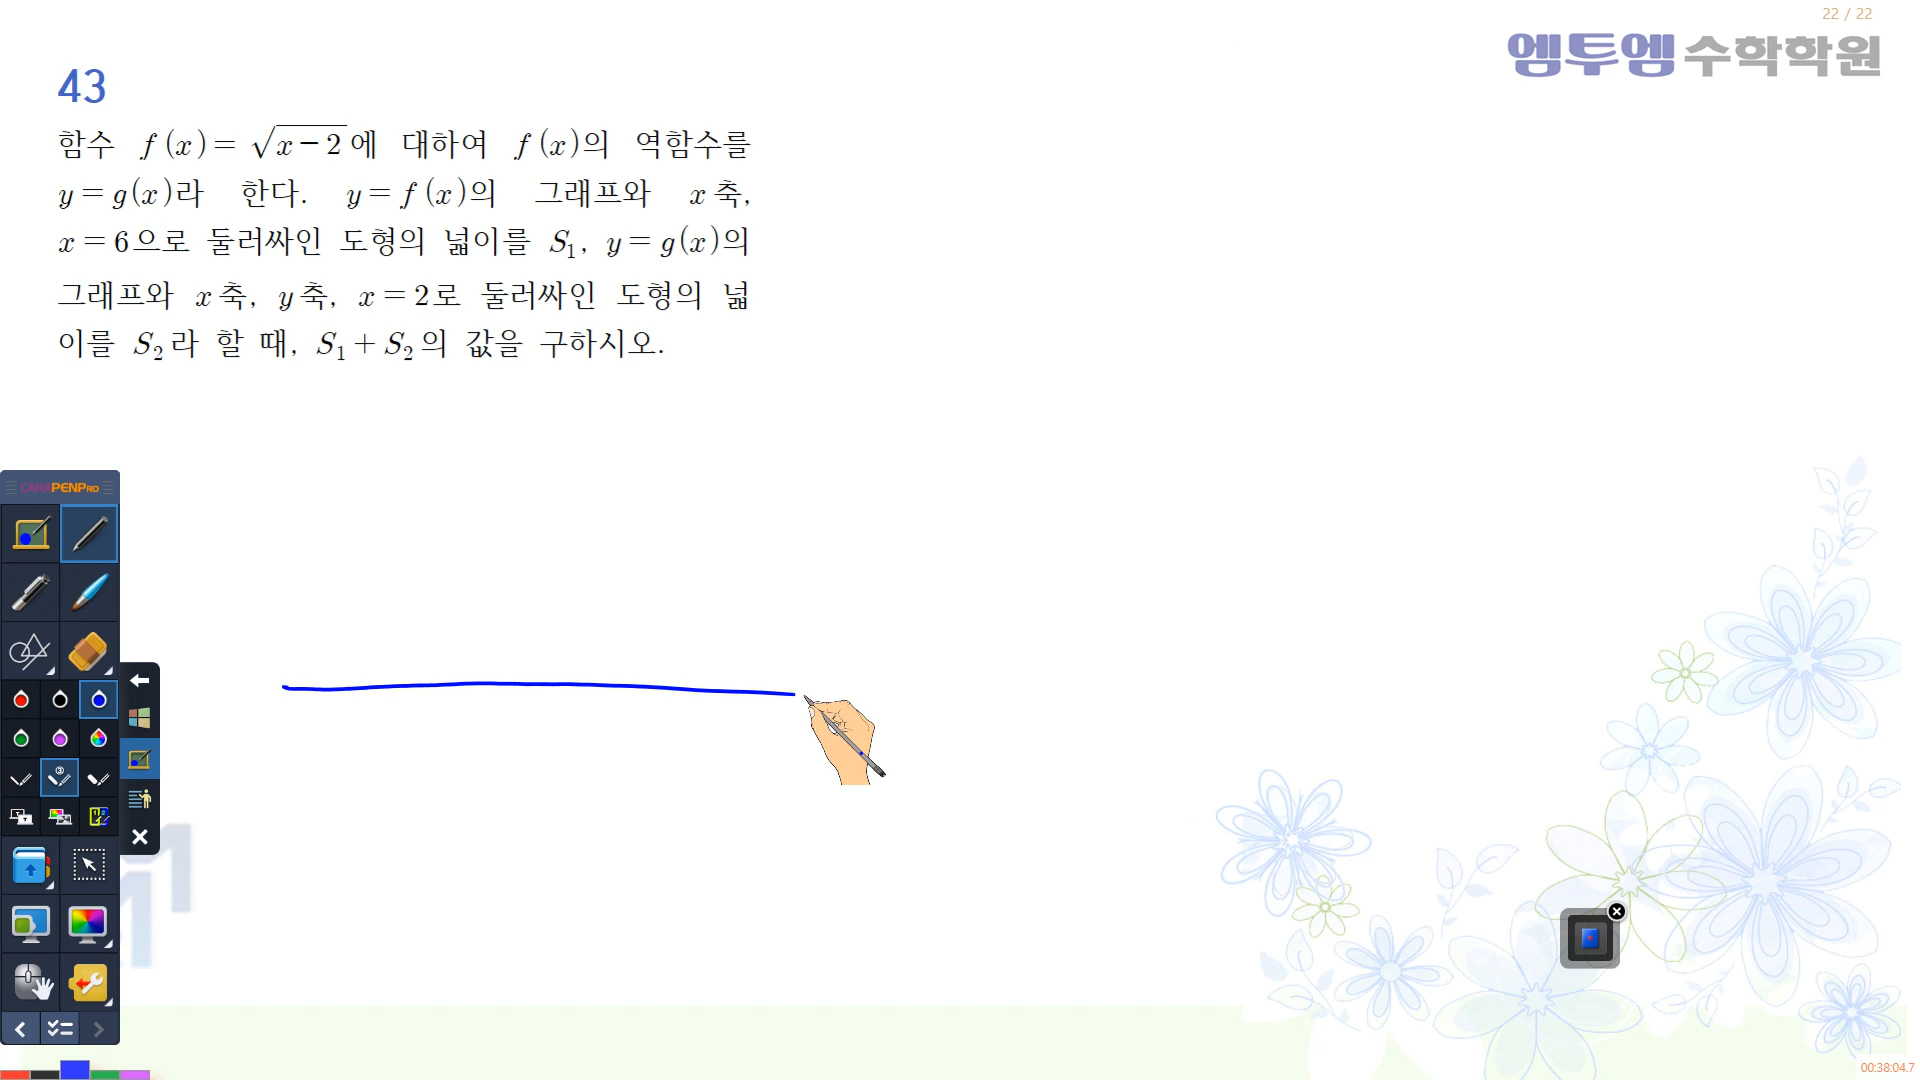 22 / 22
엠투엠 수학학원
43
함수 f(x) = √(x-2)에 대하여 f(x)의 역함수를
y = g(x)라 한다. y = f(x)의 그래프와 x축,
x = 6으로 둘러싸인 도형의 넓이를 S₁, y = g(x)의
그래프와 x축, y축, x = 2로 둘러싸인 도형의 넓
이를 S₂라 할 때, S₁ + S₂의 값을 구하시오.
CARAPENPRO
00:38:04.7